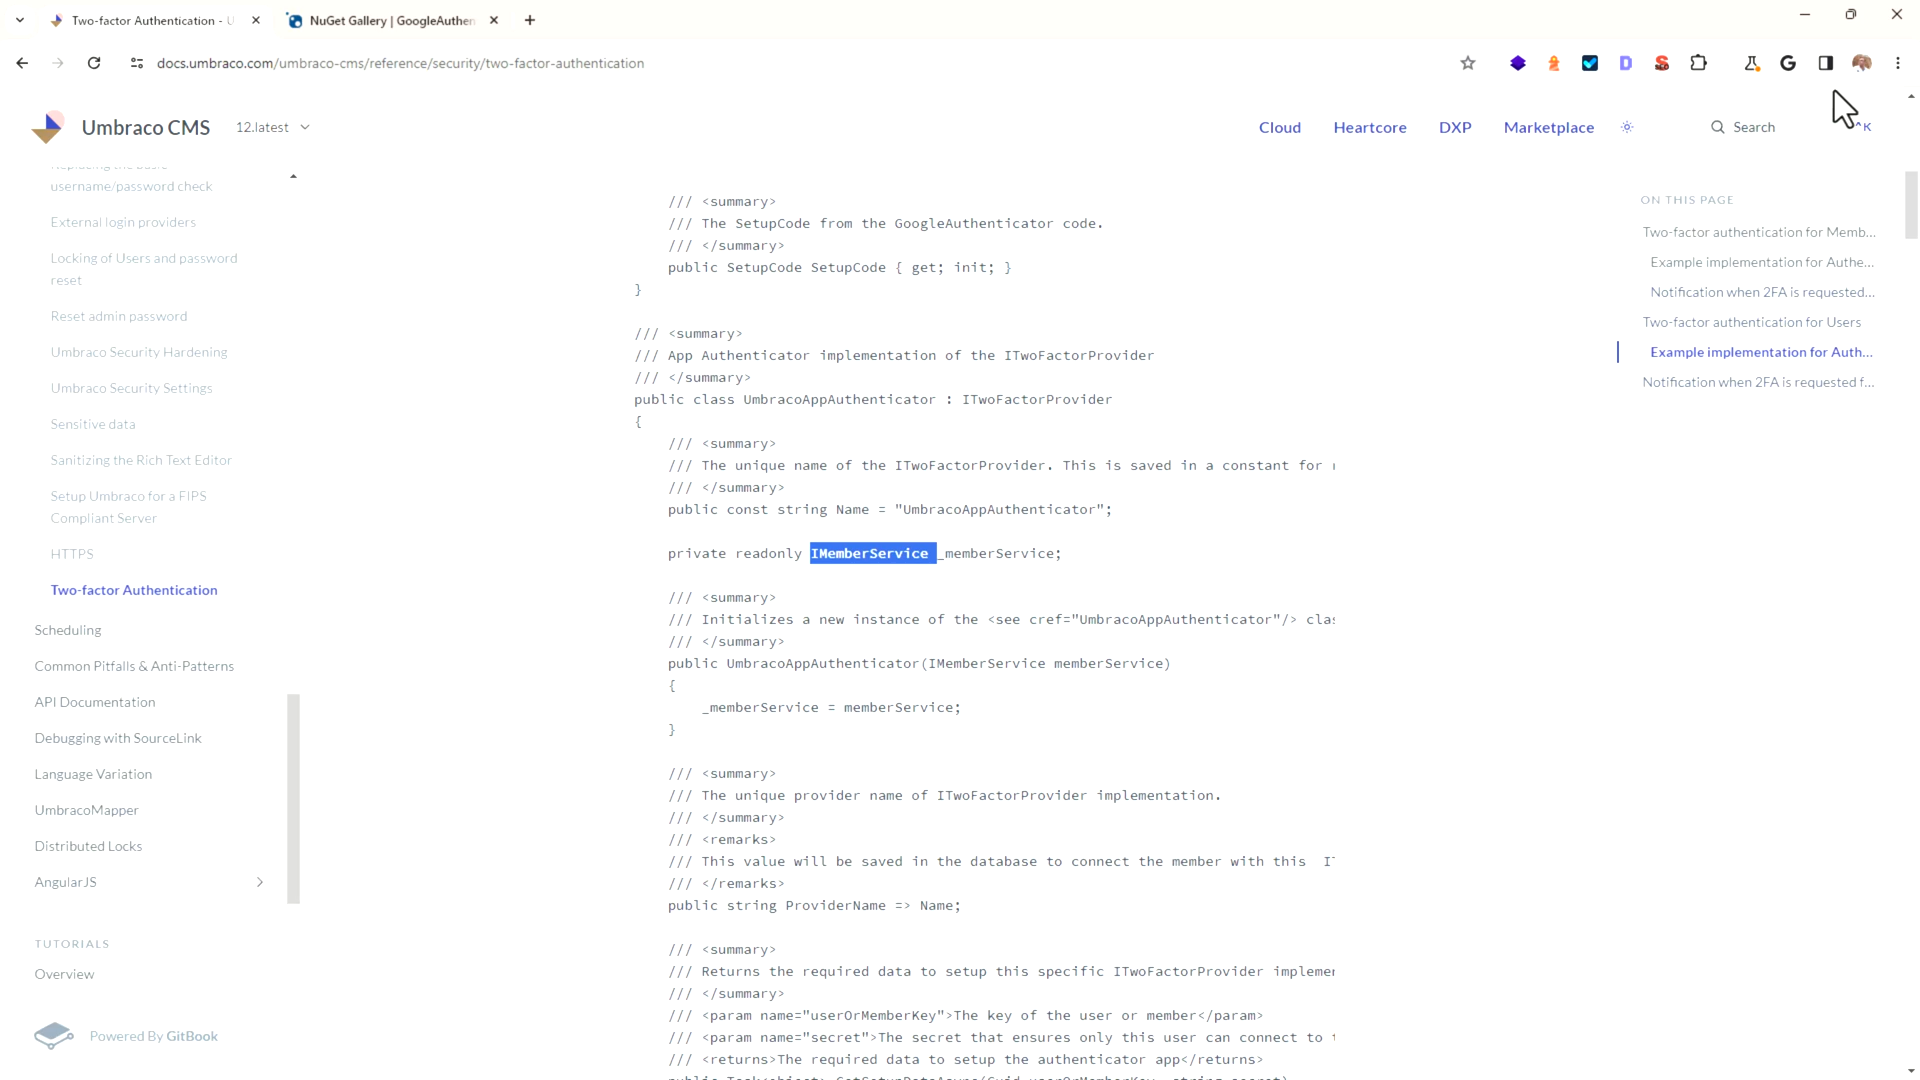 Two-factor Authentication - U
NuGet Gallery | GoogleAuthen
docs.umbraco.com/umbraco-cms/reference/security/two-factor-authentication
Umbraco CMS
12.latest
Cloud
Heartcore
DXP
Marketplace
Search
^ K
username/password check
External login providers
Locking of Users and password
reset
Reset admin password
Umbraco Security Hardening
Umbraco Security Settings
Sensitive data
Sanitizing the Rich Text Editor
Setup Umbraco for a FIPS
Compliant Server
HTTPS
Two-factor Authentication
Scheduling
Common Pitfalls & Anti-Patterns
API Documentation
Debugging with SourceLink
Language Variation
UmbracoMapper
Distributed Locks
AngularJS
TUTORIALS
Overview
Powered By GitBook
/// <summary>
/// The SetupCode from the GoogleAuthenticator code.
/// </summary>
public SetupCode SetupCode { get; init; }
}
/// <summary>
/// App Authenticator implementation of the ITwoFactorProvider
/// </summary>
public class UmbracoAppAuthenticator : ITwoFactorProvider
{
/// <summary>
/// The unique name of the ITwoFactorProvider. This is saved in a constant for
/// </summary>
public const string Name = "UmbracoAppAuthenticator";
private readonly IMemberService _memberService;
/// <summary>
/// Initializes a new instance of the <see cref="UmbracoAppAuthenticator"/> clas
/// </summary>
public UmbracoAppAuthenticator(IMemberService memberService)
{
_memberService = memberService;
}
/// <summary>
/// The unique provider name of ITwoFactorProvider implementation.
/// </summary>
/// <remarks>
/// This value will be saved in the database to connect the member with this
/// </remarks>
public string ProviderName => Name;
/// <summary>
/// Returns the required data to setup this specific ITwoFactorProvider implemen
/// </summary>
/// <param name="userOrMemberKey">The key of the user or member</param>
/// <param name="secret">The secret that ensures only this user can connect to
/// <returns>The required data to setup the authenticator app</returns>
ON THIS PAGE
Two-factor authentication for Memb...
Example implementation for Authe...
Notification when 2FA is requested...
Two-factor authentication for Users
Example implementation for Auth...
Notification when 2FA is requested f...